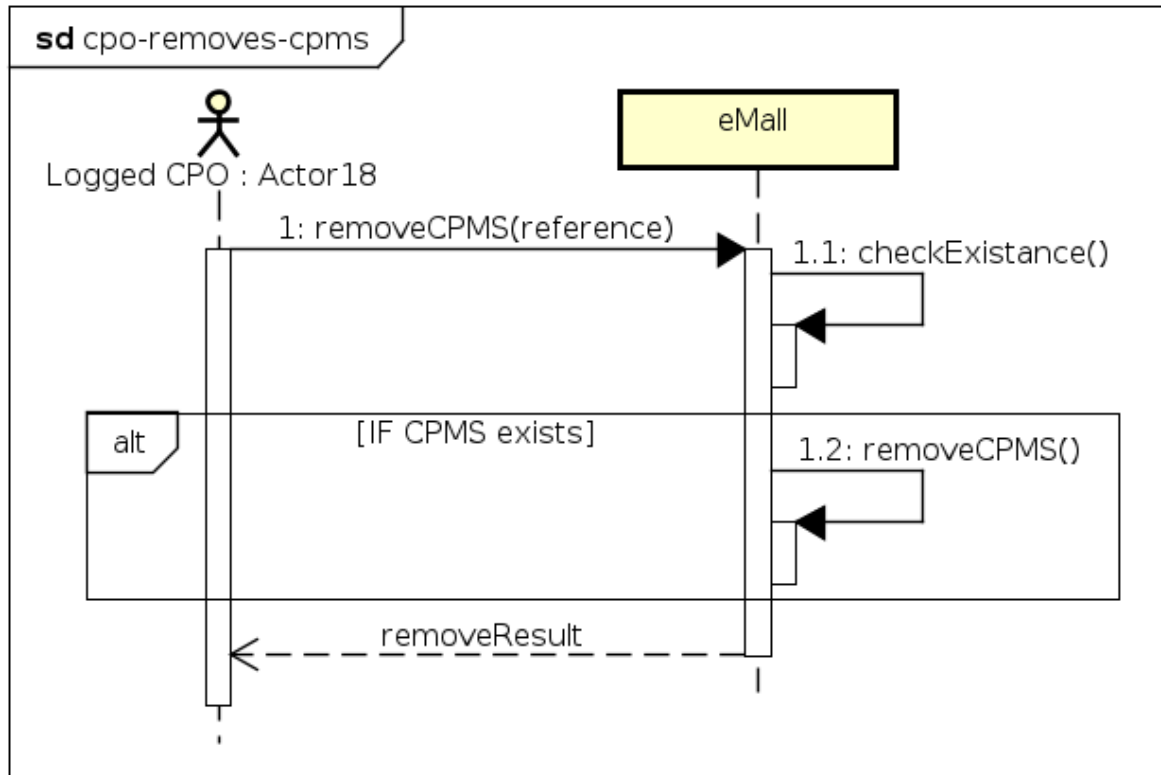 sd cpo-removes-cpms
eMall
Logged CPO : Actor18
1: removeCPMS(reference)
1.1: checkExistance()
alt
[IF CPMS exists]
1.2: removeCPMS()
removeResult